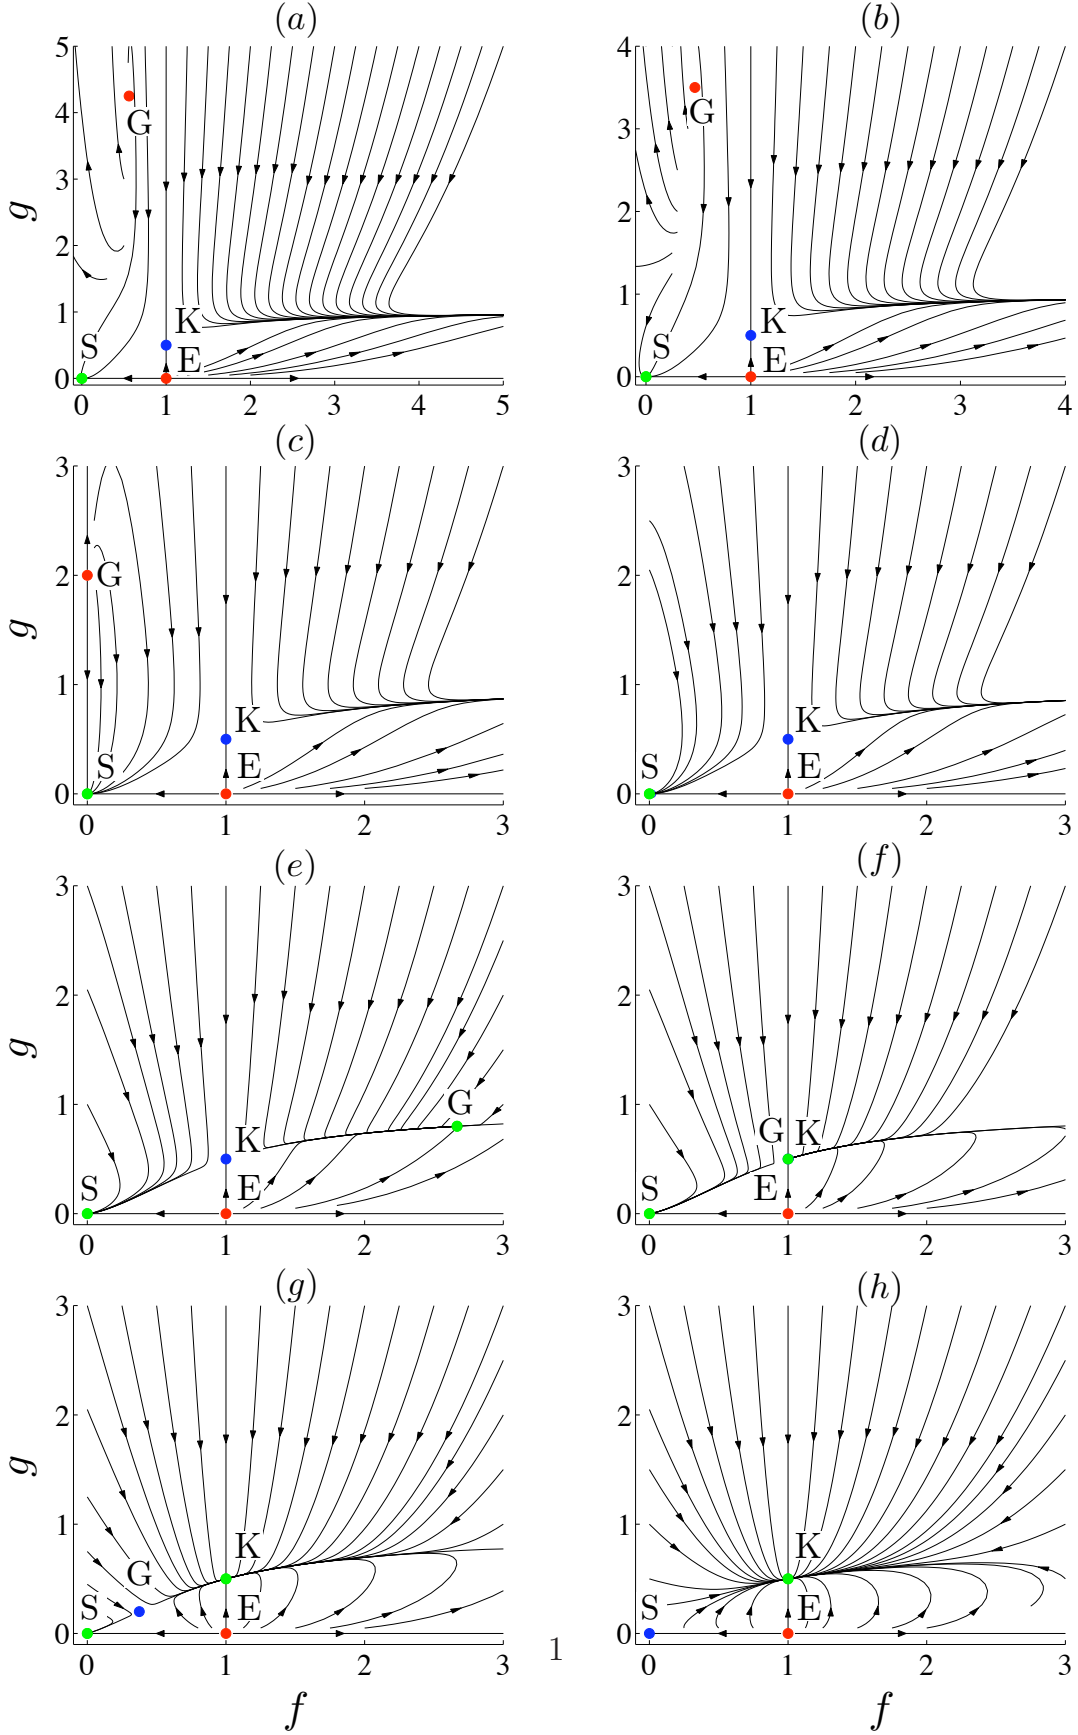 (a) (b)
5 4
4 G 3 G
g 3 2
2 1
1 K K
S E S E
0 0
0 1 2 3 4 5 0 1 2 3 4
(c) (d)
3 3
g 2 G 2
1 1
K K
S E S E
0 0
0 1 2 3 0 1 2 3
(e) (f)
3 3
g 2 2
1 G 1
K G K
S E S E
0 0
0 1 2 3 0 1 2 3
(g) (h)
3 3
g 2 2
1 1
K K
G
S E S E
0 0
0 1 2 3 1 0 1 2 3
f f